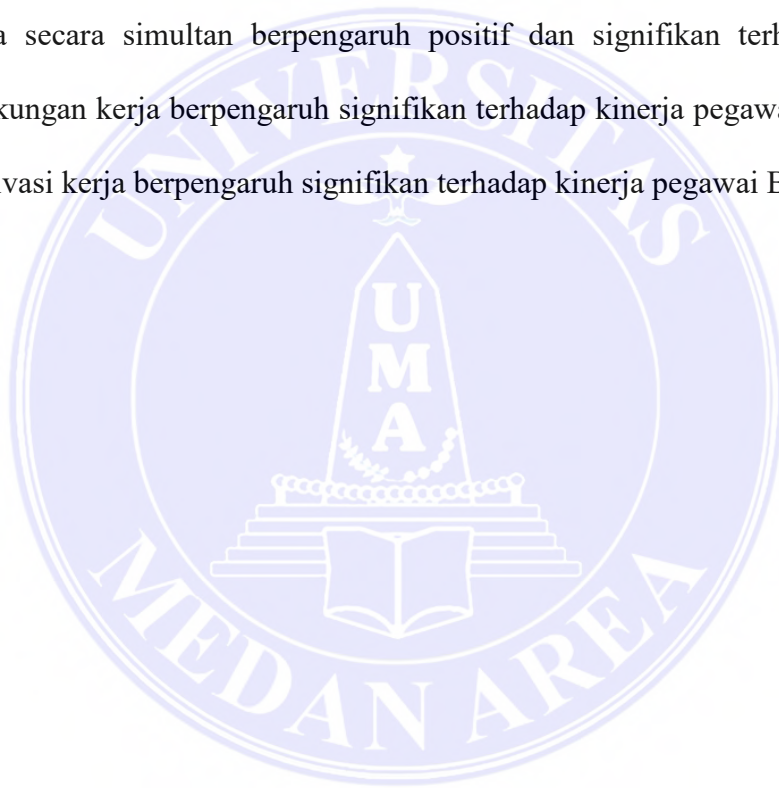 a secara simultan berpengaruh positif dan signifikan terh
kungan kerja berpengaruh signifikan terhadap kinerja pegawa
vasi kerja berpengaruh signifikan terhadap kinerja pegawai B
UNIVERSITAS
UMA
MEDAN AREA